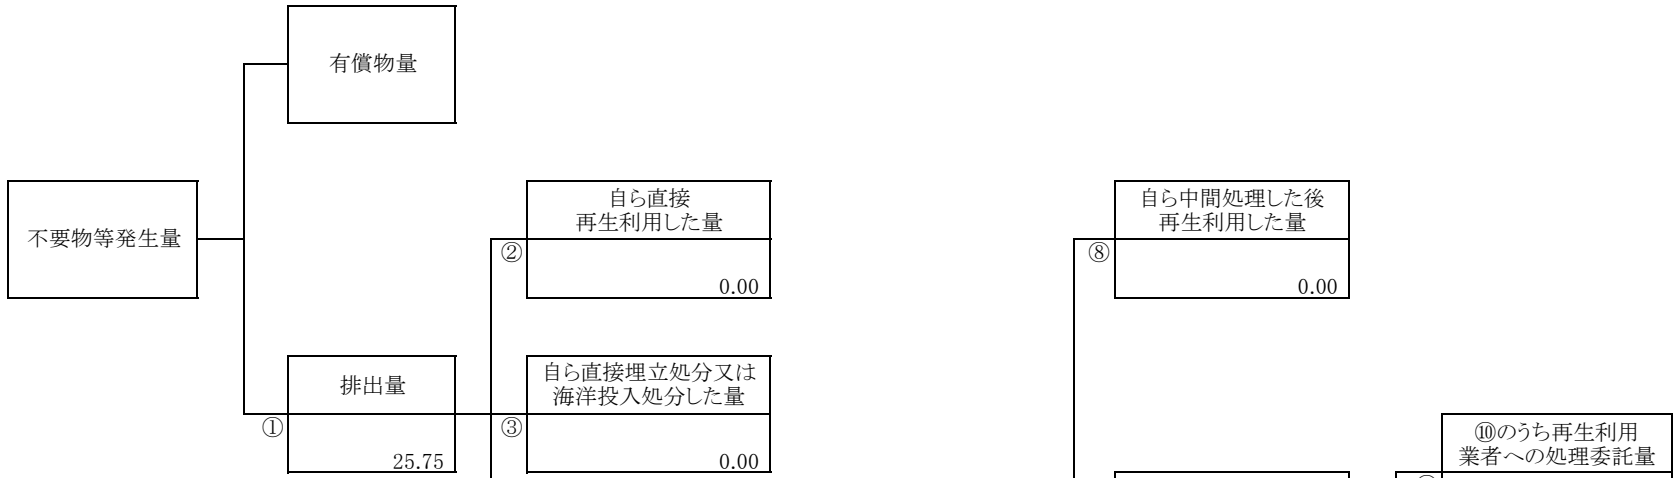 有償物量
不要物等発生量
自ら直接
再生利用した量
②
0.00
自ら中間処理した後
再生利用した量
⑧
0.00
排出量
①
25.75
自ら直接埋立処分又は
海洋投入処分した量
③
0.00
⑩のうち再生利用
業者への処理委託量